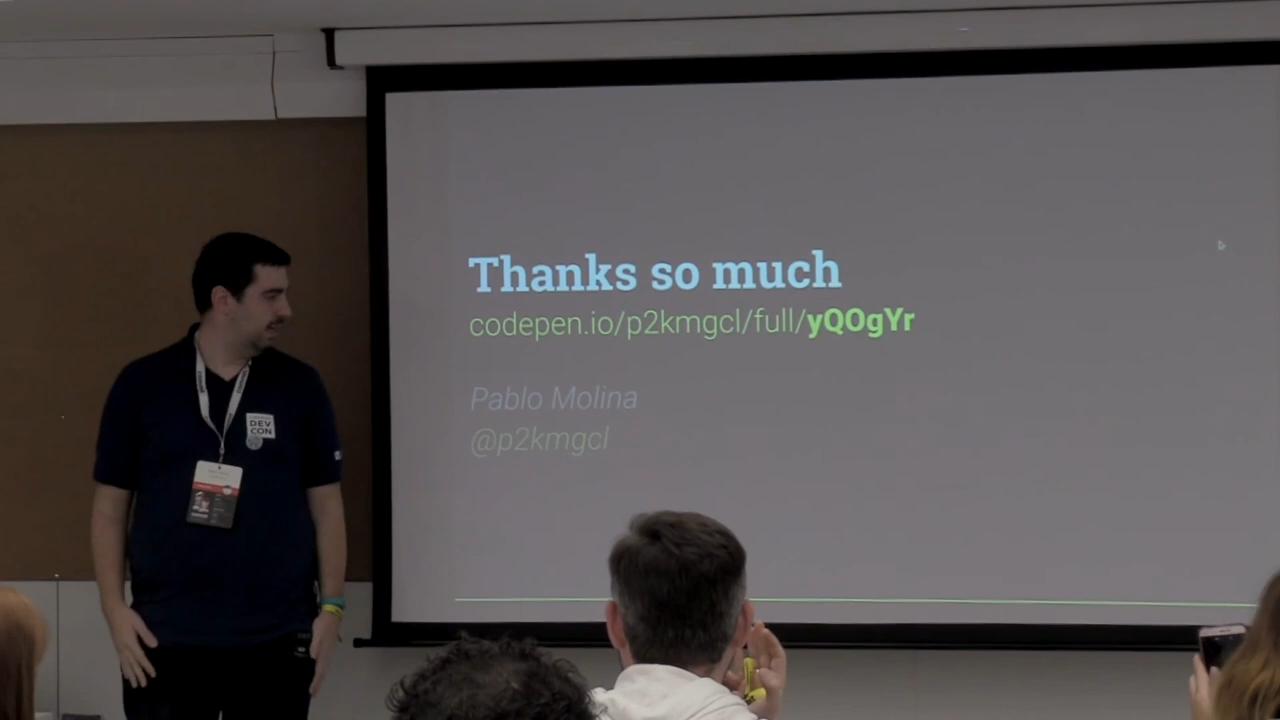 Thanks so much
codepen.io/p2kmgcl/full/yQOgYr
Pablo Molina
@p2kmgcl
DEV
CON